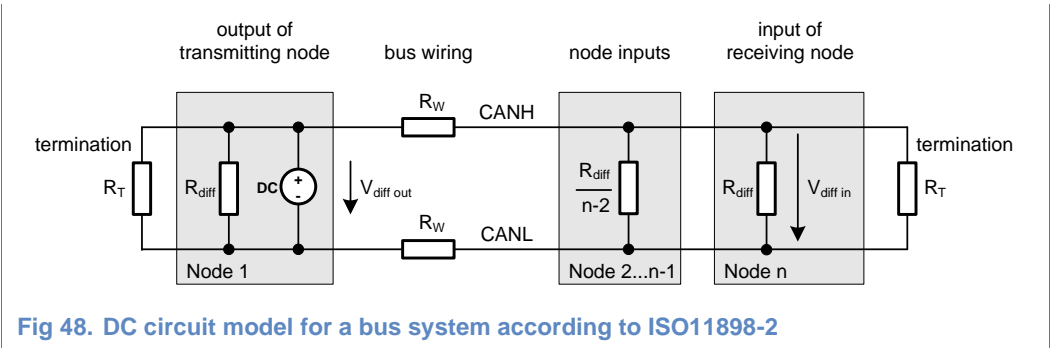 output of
transmitting node
bus wiring
node inputs
input of
receiving node
R_W
CANH
termination
termination
R_T
R_diff
DC
+
-
V_diff out
R_diff
n-2
R_diff
V_diff in
R_T
R_W
CANL
Node 1
Node 2...n-1
Node n
Fig 48. DC circuit model for a bus system according to ISO11898-2